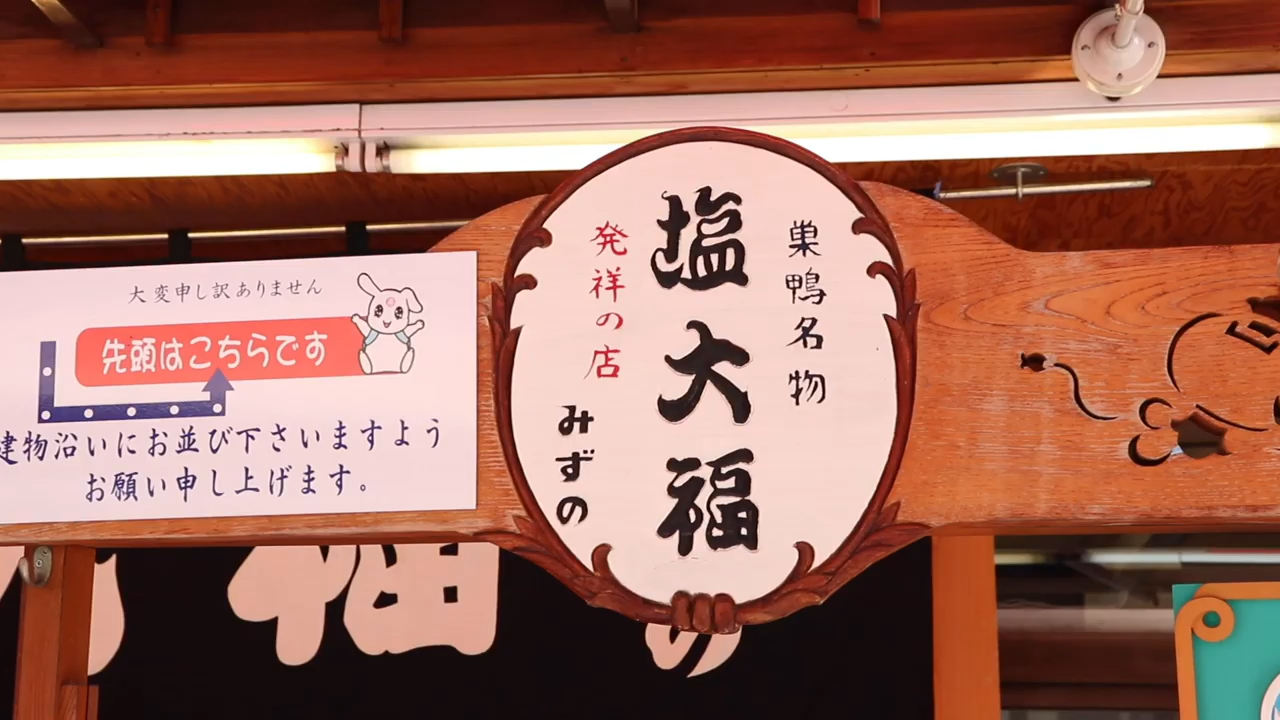 大変申し訳ありません
先頭はこちらです
建物沿いにお並び下さいますよう
お願い申し上げます。
巣鴨名物
塩大福
発祥の店
みずの
福
の